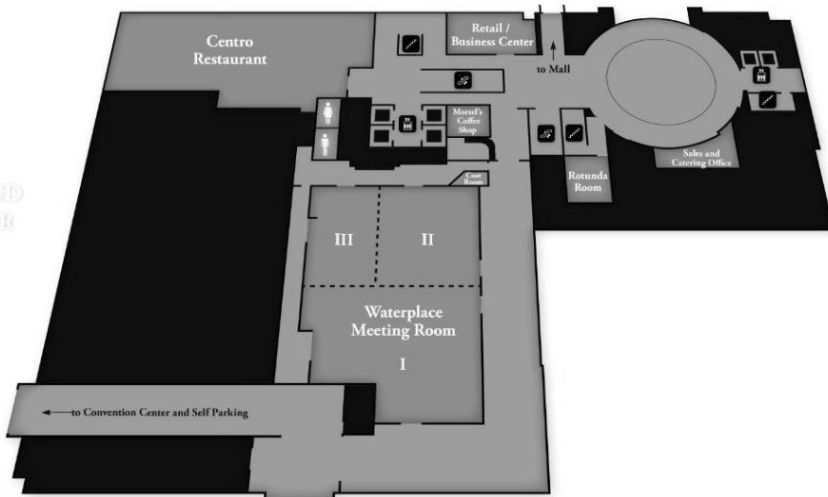 Centro
Restaurant
Retail /
Business Center
to Mall
Morsel's
Coffee
Shop
Coat
Room
Rotunda
Room
Sales and
Catering Office
III
II
Waterplace
Meeting Room
I
to Convention Center and Self Parking